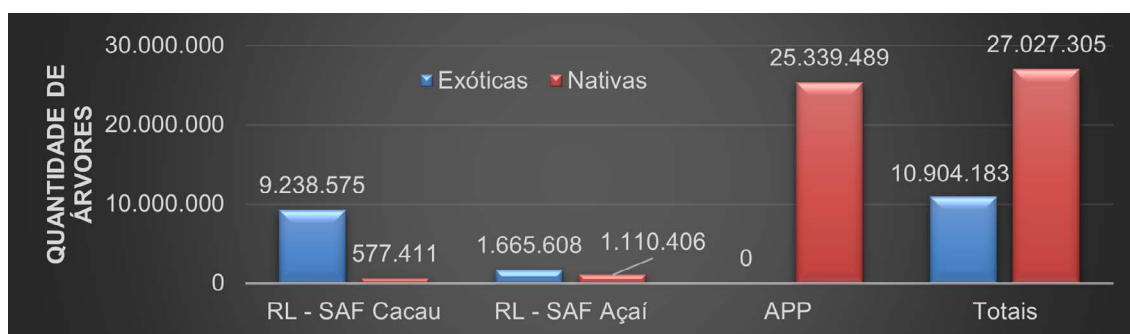 QUANTIDADE DE
ÁRVORES
30.000.000
20.000.000
10.000.000
0
Exóticas
Nativas
9.238.575
577.411
1.665.608
1.110.406
0
25.339.489
10.904.183
27.027.305
RL - SAF Cacau
RL - SAF Açaí
APP
Totais